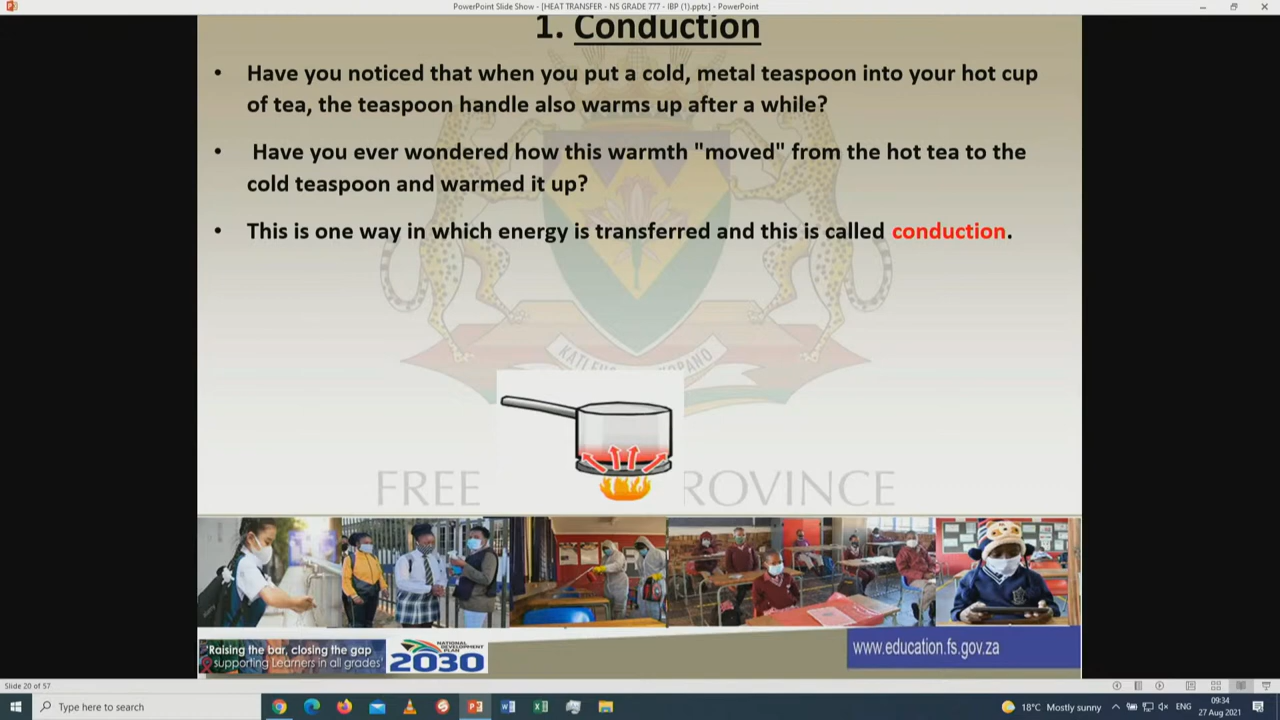 PowerPoint Slide Show - [HEAT TRANSFER - NS GRADE 777 - IBP (1).pptx] - PowerPoint
1. Conduction
• Have you noticed that when you put a cold, metal teaspoon into your hot cup
of tea, the teaspoon handle also warms up after a while?
• Have you ever wondered how this warmth "moved" from the hot tea to the
cold teaspoon and warmed it up?
• This is one way in which energy is transferred and this is called conduction.
FREE
ROVINCE
'Raising the bar, closing the gap
supporting Learners in all grades'
NATIONAL
DEVELOPMENT
PLAN
2030
www.education.fs.gov.za
Slide 20 of 57
Type here to search
18°C Mostly sunny
ENG
09:34
27 Aug 2021